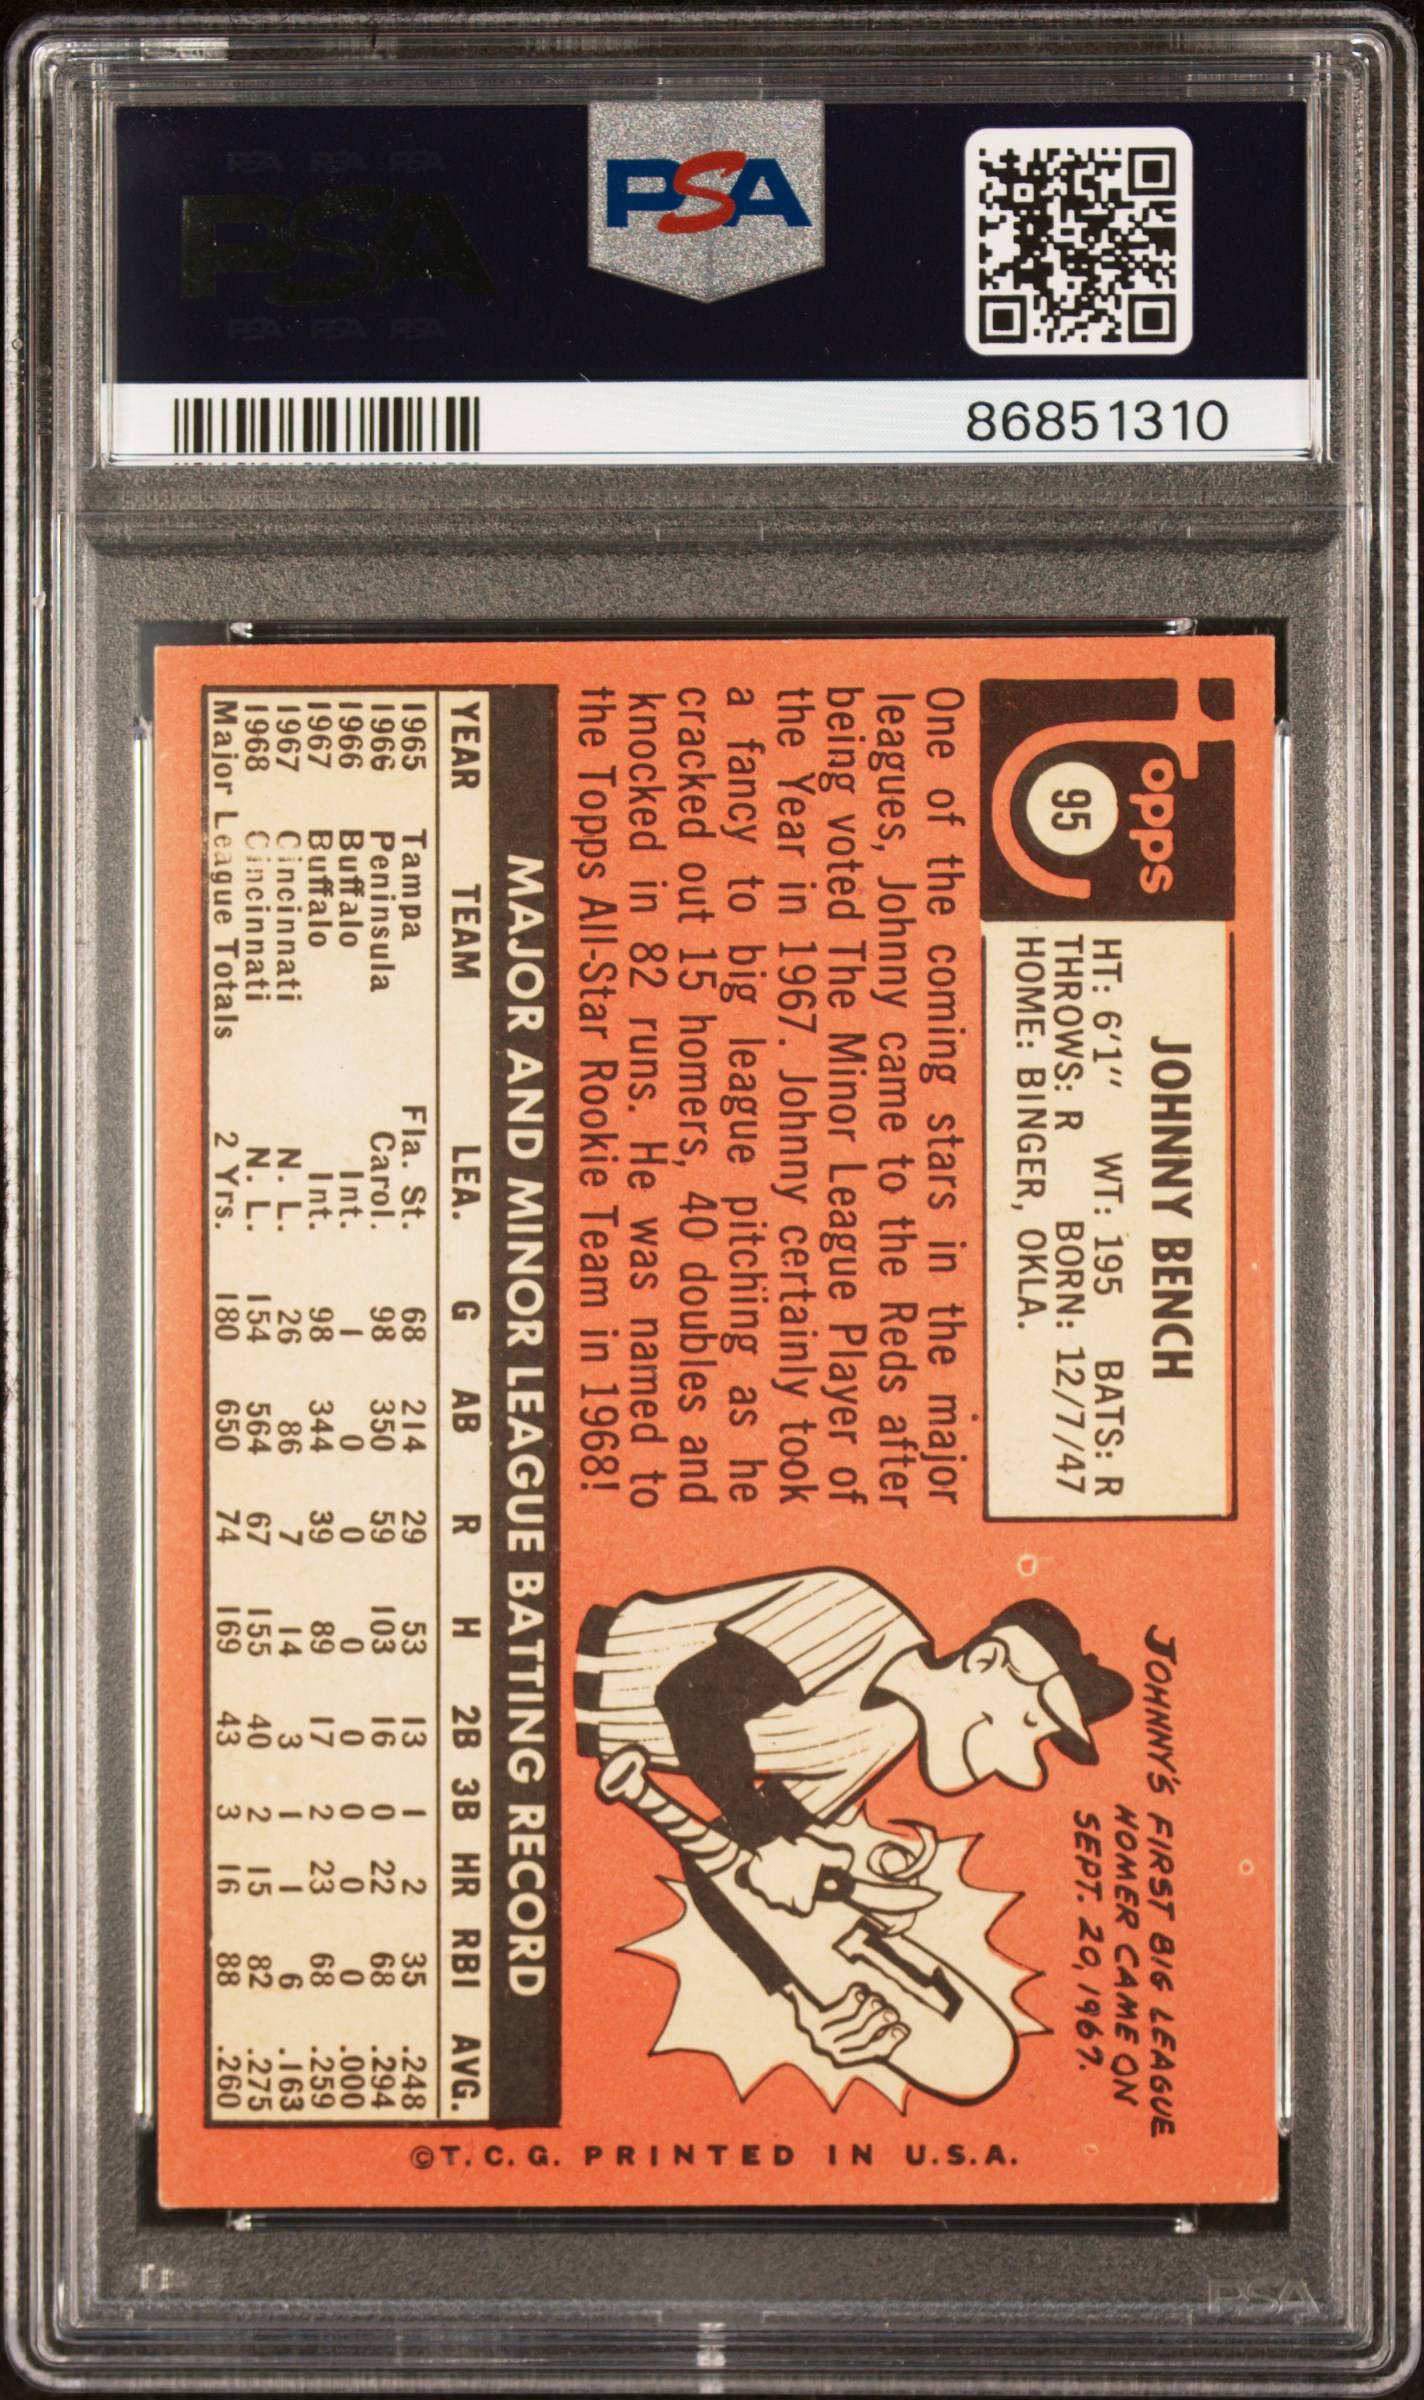 PSA PSA PSA
PSA
PSA PSA PSA
PSA
86851310
topps
95
JOHNNY BENCH
HT: 6'1" WT: 195 BATS: R
THROWS: R BORN: 12/7/47
HOME: BINGER, OKLA.
One of the coming stars in the major
leagues, Johnny came to the Reds after
being voted The Minor League Player of
the Year in 1967. Johnny certainly took
a fancy to big league pitching as he
cracked out 15 homers, 40 doubles and
knocked in 82 runs. He was named to
the Topps All-Star Rookie Team in 1968!
JOHNNY'S FIRST BIG LEAGUE
HOMER CAME ON
SEPT. 20, 1967.
MAJOR AND MINOR LEAGUE BATTING RECORD
YEAR TEAM LEA. G AB R H 2B 3B HR RBI AVG.
1965 Tampa Fla. St. 68 214 29 53 13 1 2 35 .248
1966 Peninsula Carol. 98 350 59 103 16 0 22 68 .294
1966 Buffalo Int. 1 0 0 0 0 0 0 0 .000
1967 Buffalo Int. 98 344 39 89 17 2 23 68 .259
1967 Cincinnati N. L. 26 86 7 14 3 1 1 6 .163
1968 Cincinnati N. L. 154 564 67 155 40 2 15 82 .275
Major League Totals 2 Yrs. 180 650 74 169 43 3 16 88 .260
©T.C.G. PRINTED IN U.S.A.
PSA